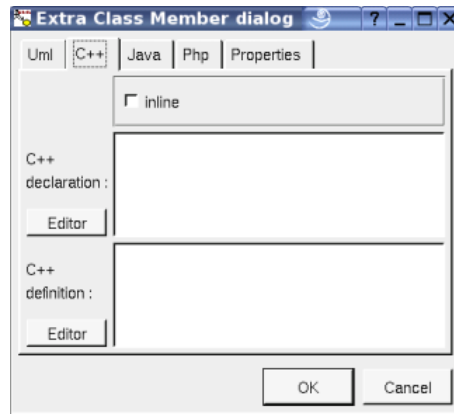 Extra Class Member dialog
Uml C++ Java Php Properties
inline
C++
declaration :
Editor
C++
definition :
Editor
OK Cancel